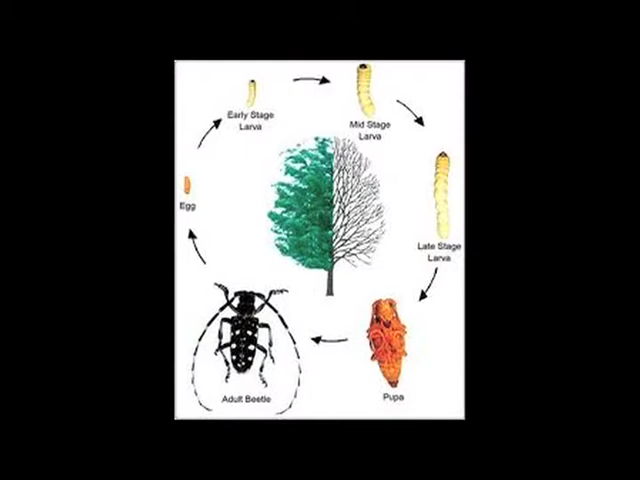 Early Stage
Larva
Mid Stage
Larva
Egg
Late Stage
Larva
Adult Beetle
Pupa